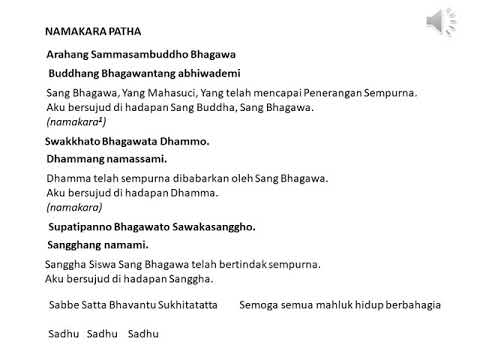 NAMAKARA PATHA
Arahang Sammasambuddho Bhagawa
Buddhang Bhagawantang abhiwademi
Sang Bhagawa, Yang Mahasuci, Yang telah mencapai Penerangan Sempurna.
Aku bersujud di hadapan Sang Buddha, Sang Bhagawa.
(namakara¹)
Swakkhato Bhagawata Dhammo.
Dhammang namassami.
Dhamma telah sempurna dibabarkan oleh Sang Bhagawa.
Aku bersujud di hadapan Dhamma.
(namakara)
Supatipanno Bhagawato Sawakasanggho.
Sangghang namami.
Sanggha Siswa Sang Bhagawa telah bertindak sempurna.
Aku bersujud di hadapan Sanggha.
Sabbe Satta Bhavantu Sukhitatatta Semoga semua mahluk hidup berbahagia
Sadhu Sadhu Sadhu